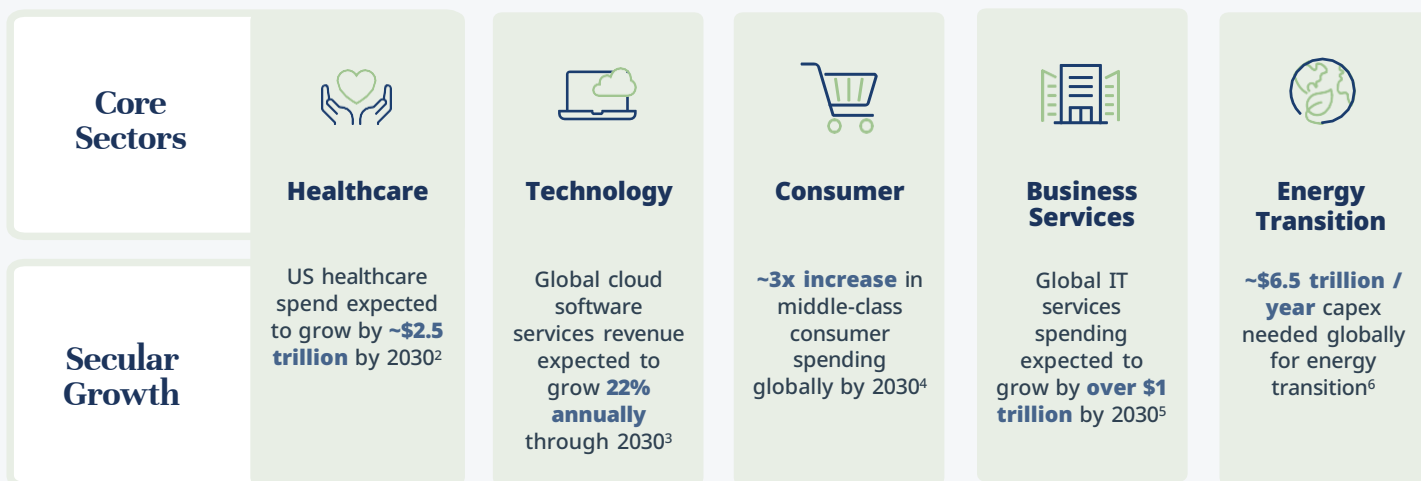 Core
Sectors
Healthcare
Technology
Consumer
Business
Services
Energy
Transition
Secular
Growth
US healthcare
spend expected
to grow by ~$2.5
trillion by 2030²
Global cloud
software
services revenue
expected to
grow 22%
annually
through 2030³
~3x increase in
middle-class
consumer
spending
globally by 2030⁴
Global IT
services
spending
expected to
grow by over $1
trillion by 2030⁵
~$6.5 trillion /
year capex
needed globally
for energy
transition⁶